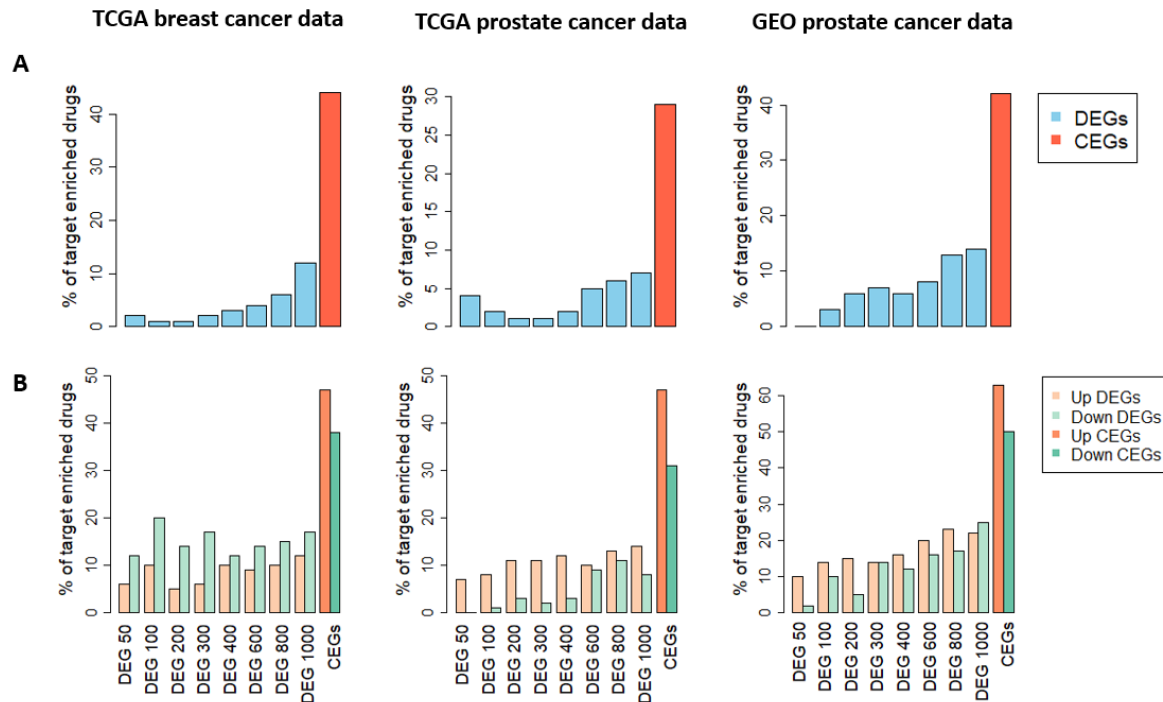 TCGA breast cancer data
TCGA prostate cancer data
GEO prostate cancer data
A
% of target enriched drugs
0
10
20
30
40
% of target enriched drugs
0
5
10
15
20
25
30
% of target enriched drugs
0
10
20
30
40
DEGs
CEGs
B
% of target enriched drugs
0
10
20
30
40
50
DEG 50
DEG 100
DEG 200
DEG 300
DEG 400
DEG 600
DEG 800
DEG 1000
CEGs
% of target enriched drugs
0
10
20
30
40
50
DEG 50
DEG 100
DEG 200
DEG 300
DEG 400
DEG 600
DEG 800
DEG 1000
CEGs
% of target enriched drugs
0
10
20
30
40
50
60
DEG 50
DEG 100
DEG 200
DEG 300
DEG 400
DEG 600
DEG 800
DEG 1000
CEGs
Up DEGs
Down DEGs
Up CEGs
Down CEGs